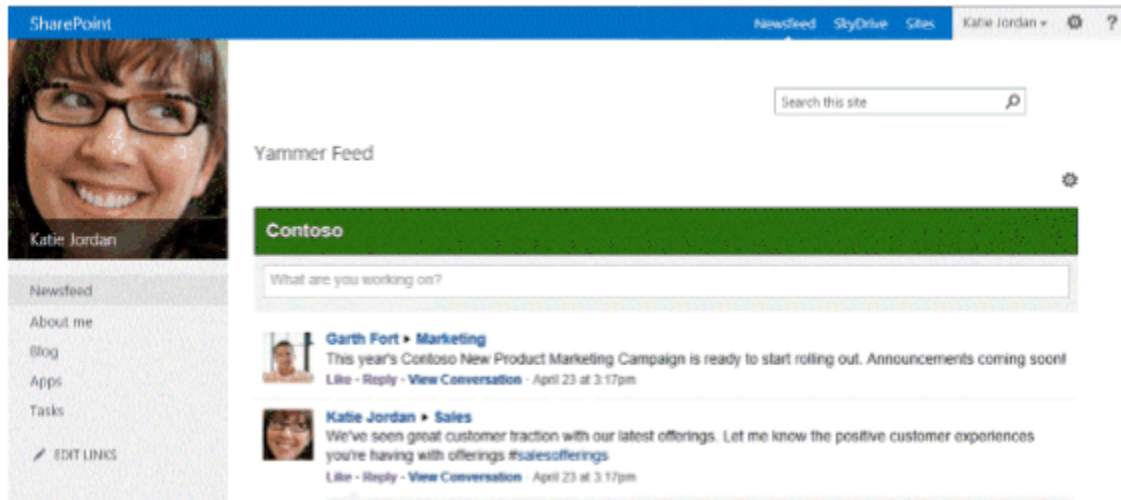 SharePoint
Newsfeed SkyDrive Sites Katie Jordan ?
Search this site
Yammer Feed
Katie Jordan
Contoso
What are you working on?
Newsfeed
About me
Blog
Apps
Tasks
EDIT LINKS
Garth Fort ▸ Marketing
This year's Contoso New Product Marketing Campaign is ready to start rolling out. Announcements coming soon!
Like - Reply - View Conversation - April 23 at 3:17pm
Katie Jordan ▸ Sales
We've seen great customer traction with our latest offerings. Let me know the positive customer experiences
you're having with offerings #salesofferings
Like - Reply - View Conversation - April 23 at 3:17pm